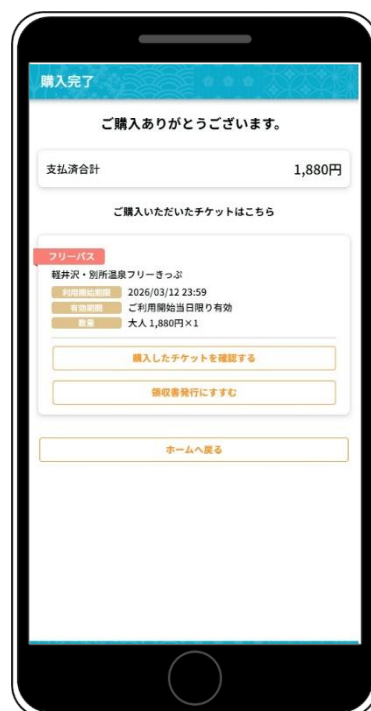 購入完了
ご購入ありがとうございます。
支払済合計 1,880円
ご購入いただいたチケットはこちら
フリーパス
軽井沢・別所温泉フリーきっぷ
利用開始期限 2026/03/12 23:59
有効期間 ご利用開始当日限り有効
数量 大人 1,880円×1
購入したチケットを確認する
領収書発行にすすむ
ホームへ戻る